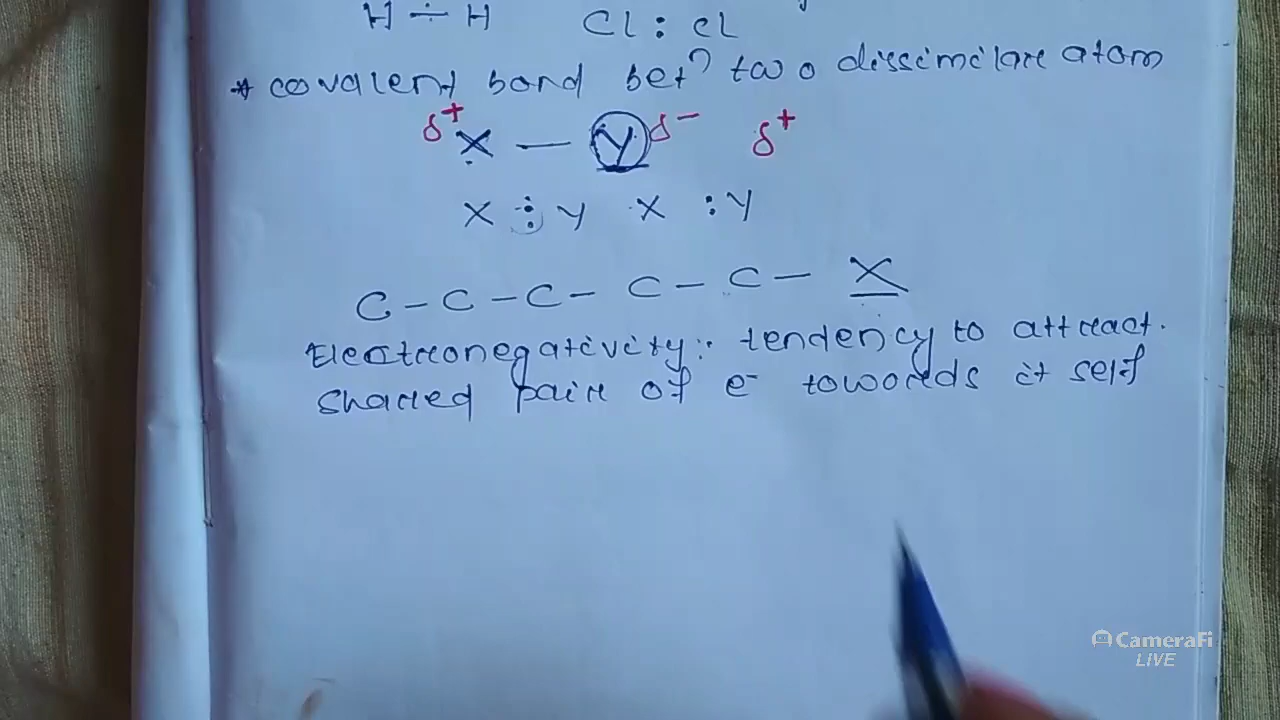 H ÷ H Cl : Cl
* covalent bond betn two dissimilar atom
δ+ X — Y δ- δ+
X : Y X : Y
C - C - C - C - C - X
Electronegativity: tendency to attract.
Shared pair of e- towards it self
CameraFi
LIVE